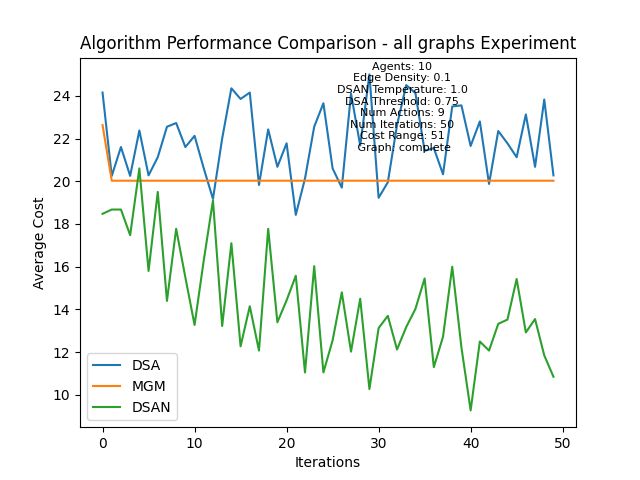 Algorithm Performance Comparison - all graphs Experiment
Agents: 10
Edge Density: 0.1
DSAN Temperature: 1.0
DSA Threshold: 0.75
Num Actions: 9
Num Iterations: 50
Cost Range: 51
Graph: complete
Average Cost
24
22
20
18
16
14
12
10
DSA
MGM
DSAN
0
10
20
30
40
50
Iterations